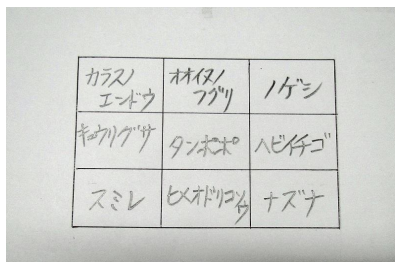 カラスノ
エンドウ
オオイヌノ
フグリ
ノゲシ
キュウリグサ
タンポポ
ヘビイチゴ
スミレ
ヒメオドリコソウ
ナズナ